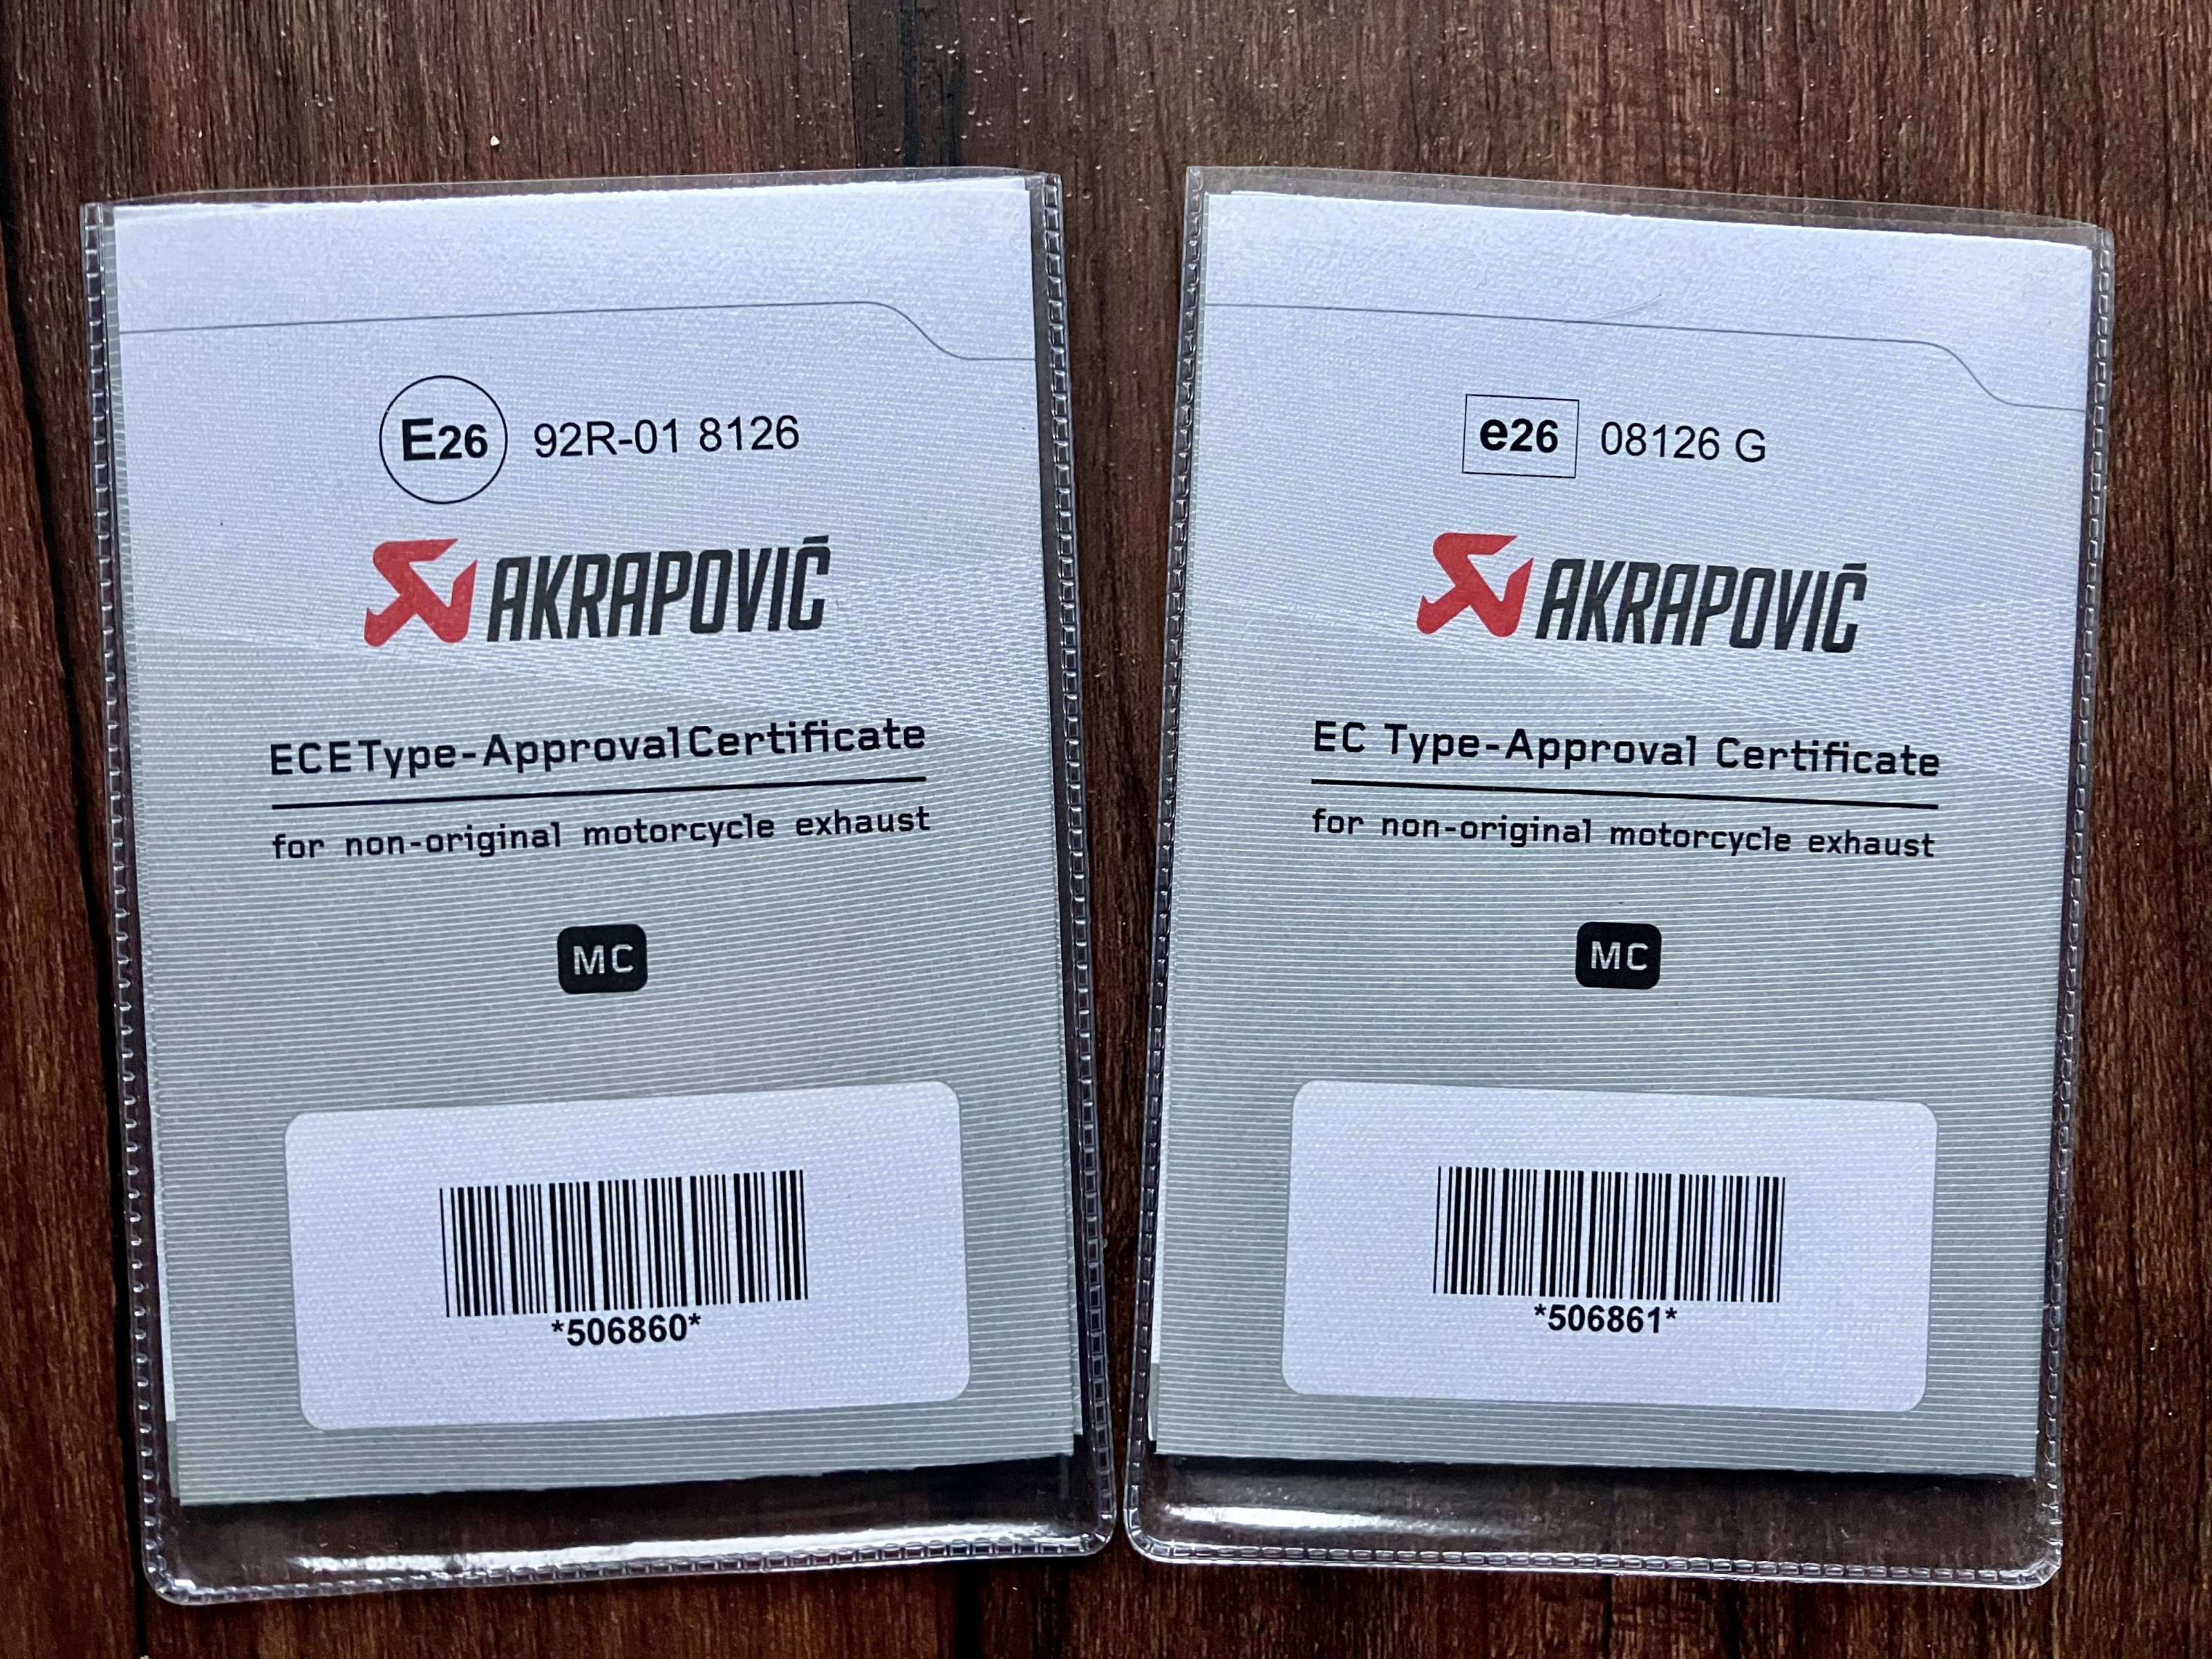 E26 92R-01 8126
AKRAPOVIČ
ECE Type-Approval Certificate
for non-original motorcycle exhaust
MC
*506860*
e26 08126 G
AKRAPOVIČ
EC Type-Approval Certificate
for non-original motorcycle exhaust
MC
*506861*